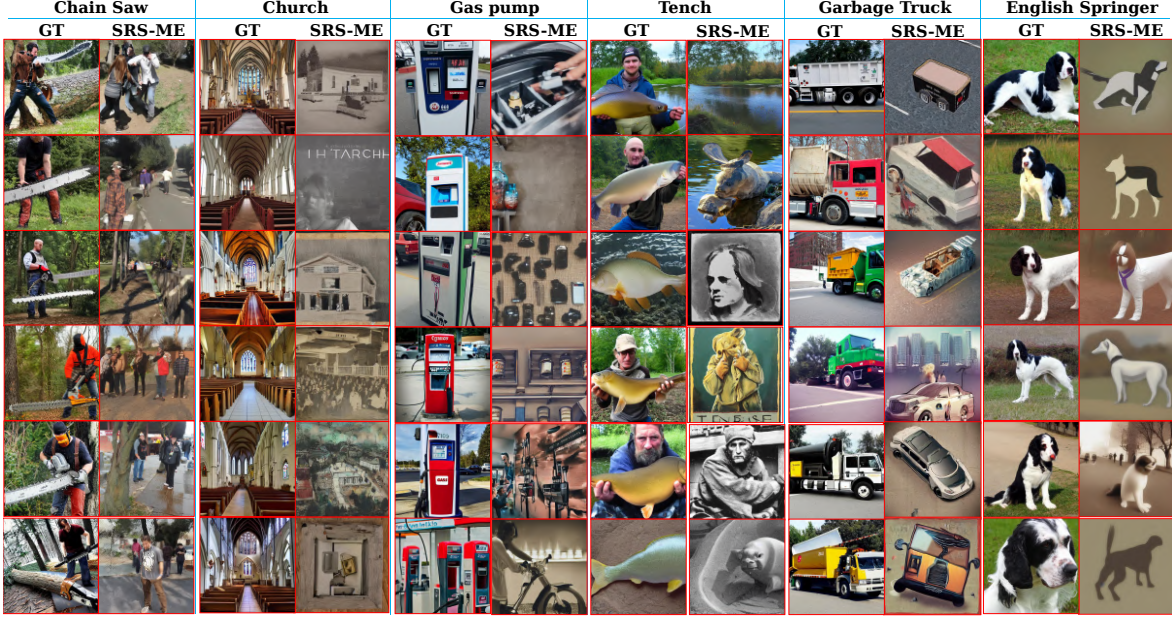 Chain Saw Church Gas pump Tench Garbage Truck English Springer
GT SRS-ME GT SRS-ME GT SRS-ME GT SRS-ME GT SRS-ME GT SRS-ME